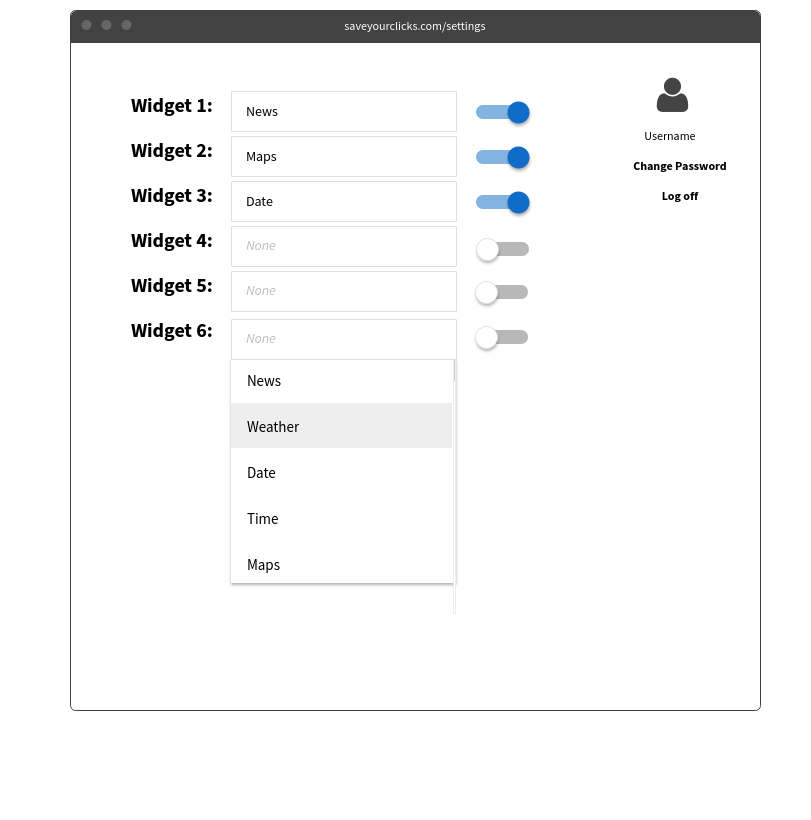 saveyourclicks.com/settings
Widget 1: News
Widget 2: Maps
Widget 3: Date
Widget 4: None
Widget 5: None
Widget 6: None
News
Weather
Date
Time
Maps
Username
Change Password
Log off